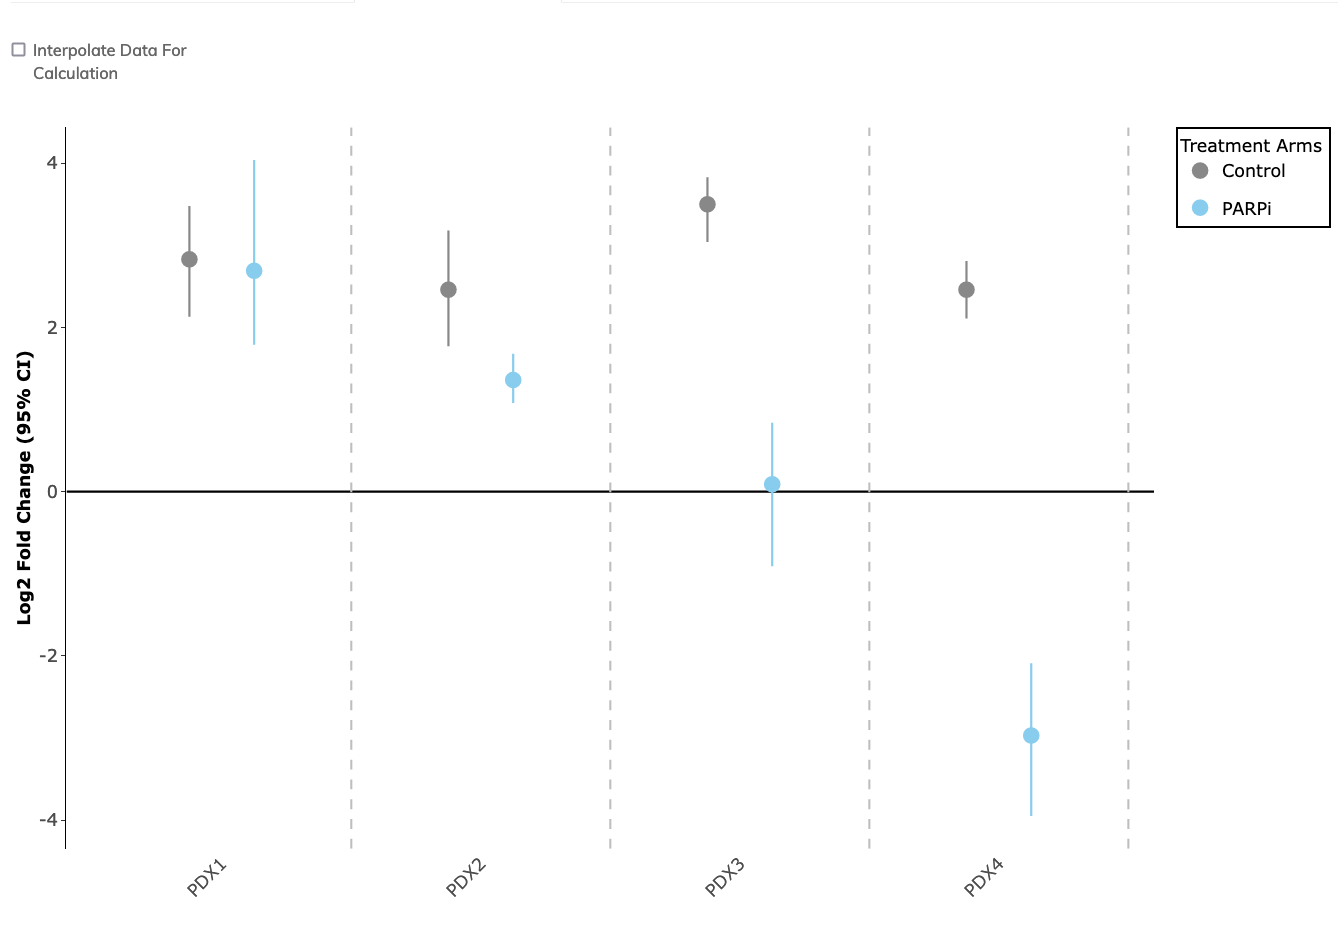 Interpolate Data For
Calculation
Treatment Arms
Control
PARPi
4
2
0
-2
-4
Log2 Fold Change (95% CI)
PDX1
PDX2
PDX3
PDX4